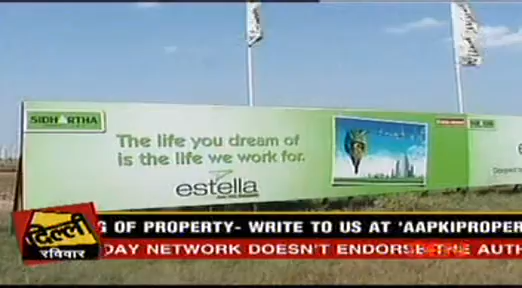 SIDHARTHA
The life you dream of
is the life we work for.
estella
दिल्ली
रविवार
G OF PROPERTY- WRITE TO US AT 'AAPKIPROPER
DAY NETWORK DOESN'T ENDORSE THE AUTH